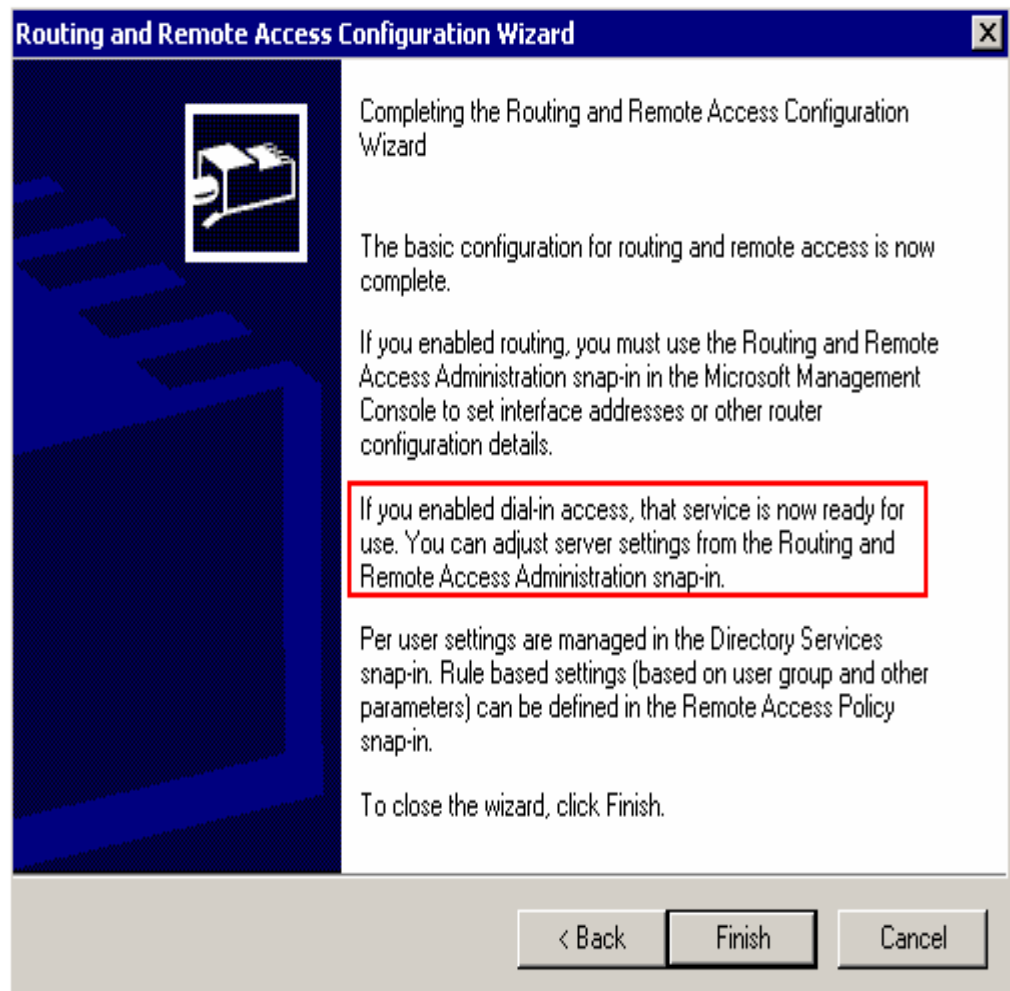 Routing and Remote Access Configuration Wizard
Completing the Routing and Remote Access Configuration
Wizard
The basic configuration for routing and remote access is now
complete.
If you enabled routing, you must use the Routing and Remote
Access Administration snap-in in the Microsoft Management
Console to set interface addresses or other router
configuration details.
If you enabled dial-in access, that service is now ready for
use. You can adjust server settings from the Routing and
Remote Access Administration snap-in.
Per user settings are managed in the Directory Services
snap-in. Rule based settings (based on user group and other
parameters) can be defined in the Remote Access Policy
snap-in.
To close the wizard, click Finish.
< Back
Finish
Cancel